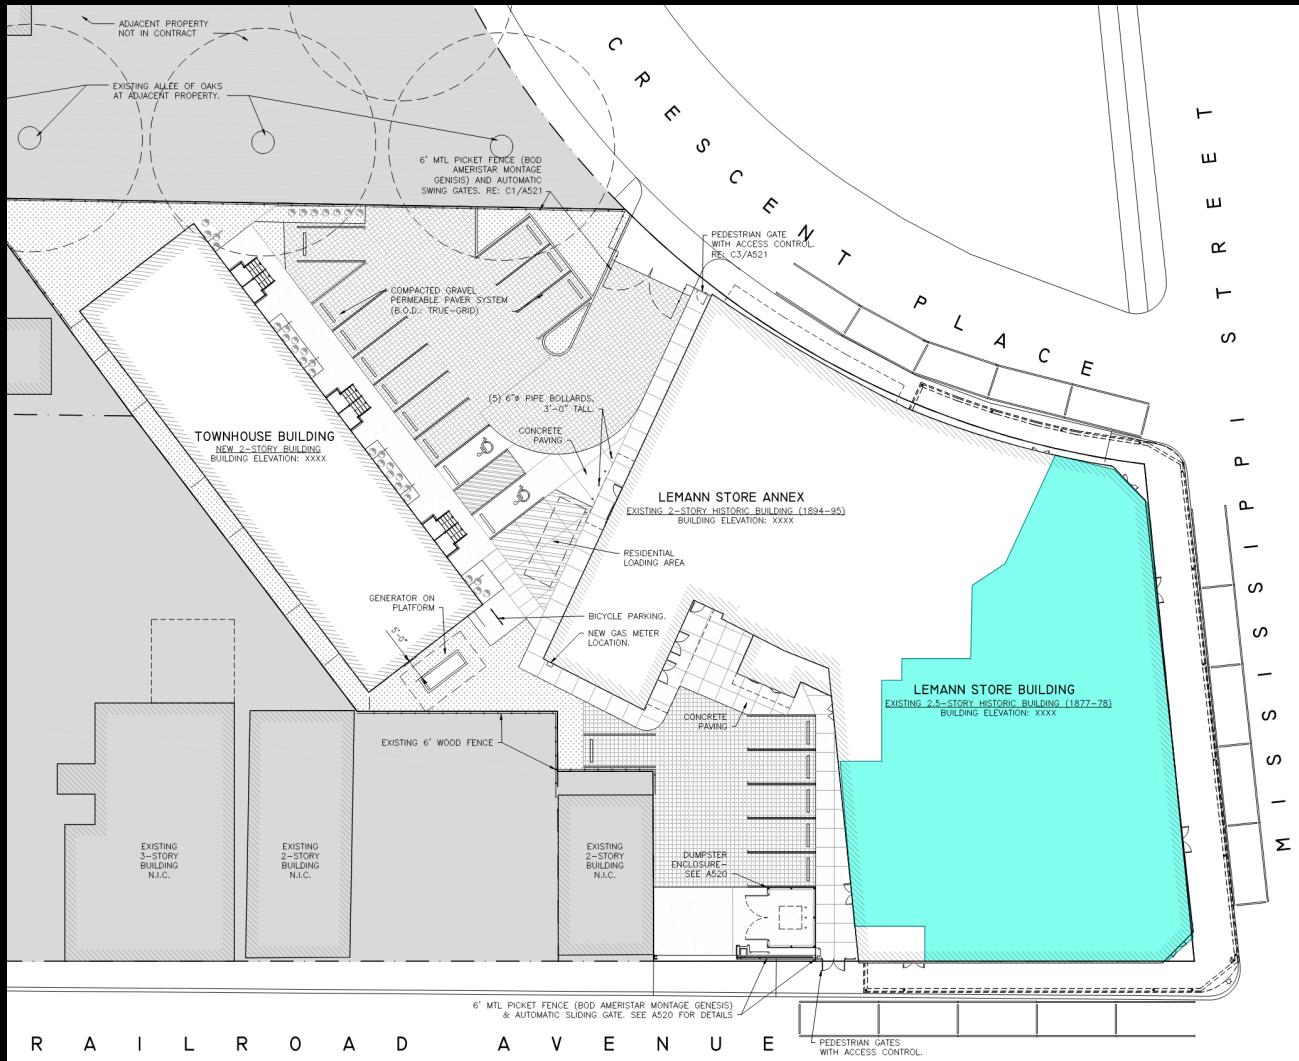 ADJACENT PROPERTY
NOT IN CONTRACT
EXISTING ALLÉE OF OAKS
AT ADJACENT PROPERTY.
6' MTL PICKET FENCE (BOD
AMERISTAR MONTAGE
GENISIS) AND AUTOMATIC
SWING GATES. RE: C1/A521
CRESCENT PLACE
MISSISSIPPI STREET
PEDESTRIAN GATE
WITH ACCESS CONTROL.
RE: C3/A521
COMPACTED GRAVEL
PERMEABLE PAVER SYSTEM
(B.O.D.: TRUE-GRID)
(5) 6"ø PIPE BOLLARDS,
3'-0" TALL.
CONCRETE
PAVING
TOWNHOUSE BUILDING
NEW 2-STORY BUILDING
BUILDING ELEVATION: XXXX
LEMANN STORE ANNEX
EXISTING 2-STORY HISTORIC BUILDING (1894-95)
BUILDING ELEVATION: XXXX
RESIDENTIAL
LOADING AREA
GENERATOR ON
PLATFORM
5'-0"
BICYCLE PARKING.
NEW GAS METER
LOCATION.
LEMANN STORE BUILDING
EXISTING 2.5-STORY HISTORIC BUILDING (1877-78)
BUILDING ELEVATION: XXXX
CONCRETE
PAVING
EXISTING 6' WOOD FENCE
EXISTING
3-STORY
BUILDING
N.I.C.
EXISTING
2-STORY
BUILDING
N.I.C.
EXISTING
2-STORY
BUILDING
N.I.C.
DUMPSTER
ENCLOSURE-
SEE A520
6' MTL PICKET FENCE (BOD AMERISTAR MONTAGE GENESIS)
& AUTOMATIC SLIDING GATE. SEE A520 FOR DETAILS
RAILROAD AVENUE
PEDESTRIAN GATES
WITH ACCESS CONTROL.